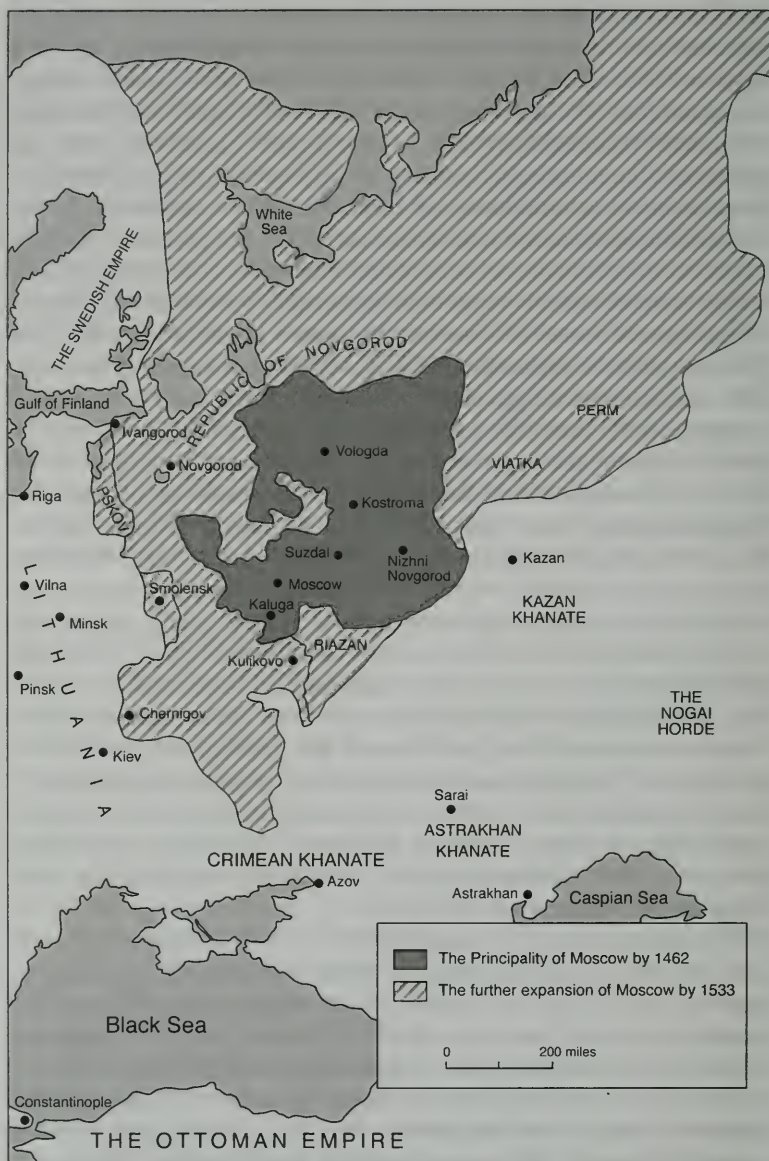 White
Sea
THE SWEDISH EMPIRE
REPUBLIC OF NOVGOROD
Gulf of Finland
Ivangorod
PERM
Vologda
Novgorod
VIATKA
PSKOV
Riga
Kostroma
Suzdal
Nizhni
Novgorod
Kazan
Vilna
Smolensk
Moscow
KAZAN
KHANATE
Minsk
Kaluga
LITHUANIA
RIAZAN
Kulikovo
Pinsk
Chernigov
THE
NOGAI
HORDE
Kiev
Sarai
ASTRAKHAN
KHANATE
CRIMEAN KHANATE
Azov
Astrakhan
Caspian Sea
The Principality of Moscow by 1462
The further expansion of Moscow by 1533
Black Sea
0 200 miles
Constantinople
THE OTTOMAN EMPIRE